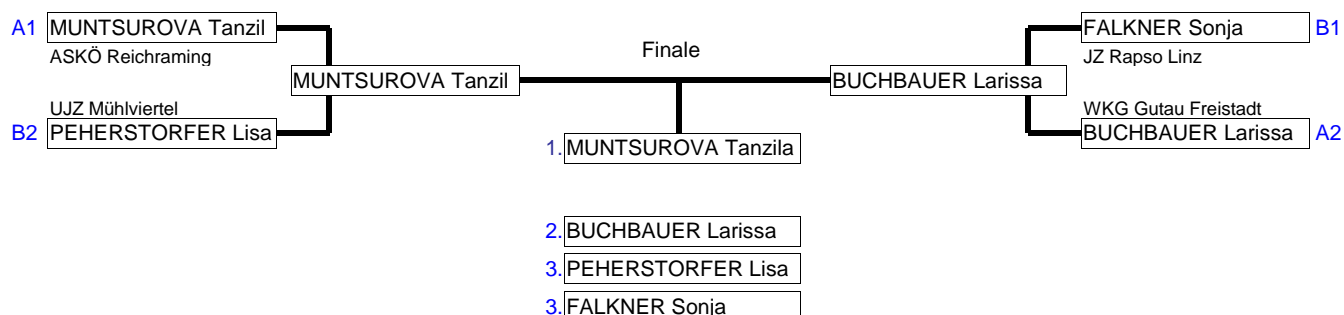 A1 MUNTSUROVA Tanzil
ASKÖ Reichraming
FALKNER Sonja B1
JZ Rapso Linz
Finale
MUNTSUROVA Tanzil
BUCHBAUER Larissa
UJZ Mühlviertel
B2 PEHERSTORFER Lisa
WKG Gutau Freistadt
BUCHBAUER Larissa A2
1. MUNTSUROVA Tanzila
2. BUCHBAUER Larissa
3. PEHERSTORFER Lisa
3. FALKNER Sonja